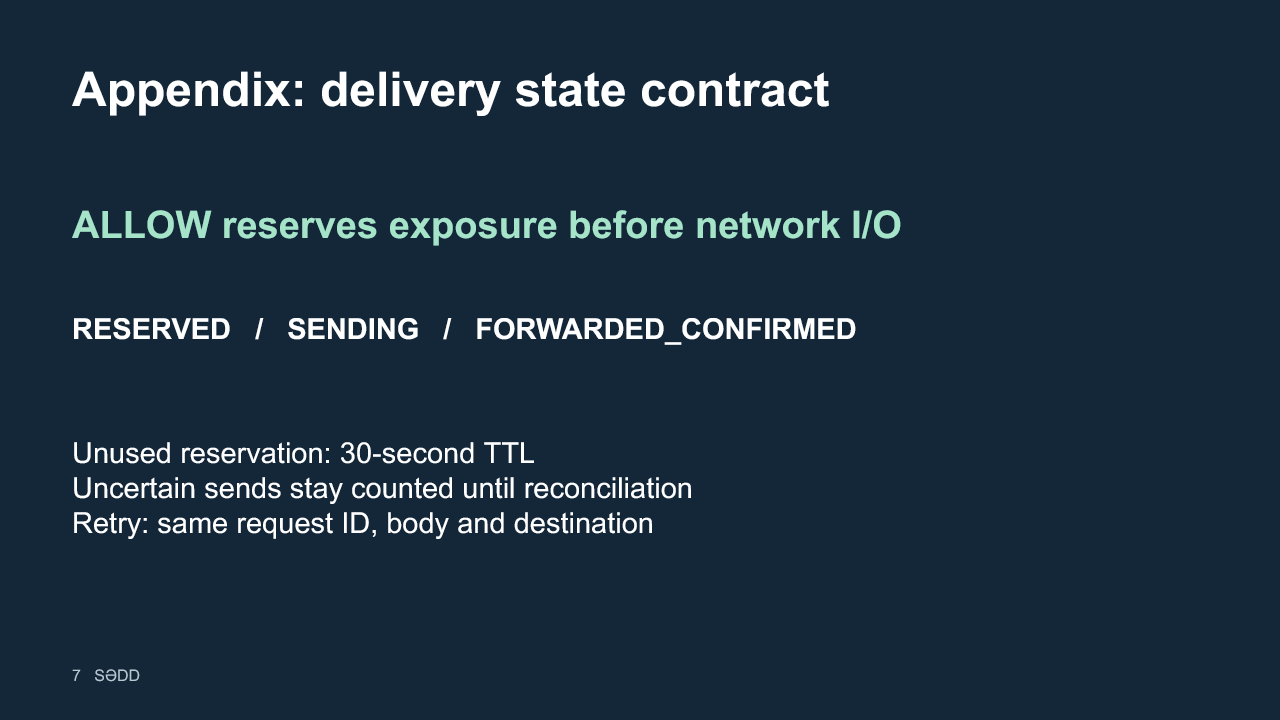 Appendix: delivery state contract
ALLOW reserves exposure before network I/O
RESERVED / SENDING / FORWARDED_CONFIRMED
Unused reservation: 30-second TTL
Uncertain sends stay counted until reconciliation
Retry: same request ID, body and destination
7 SƏDD